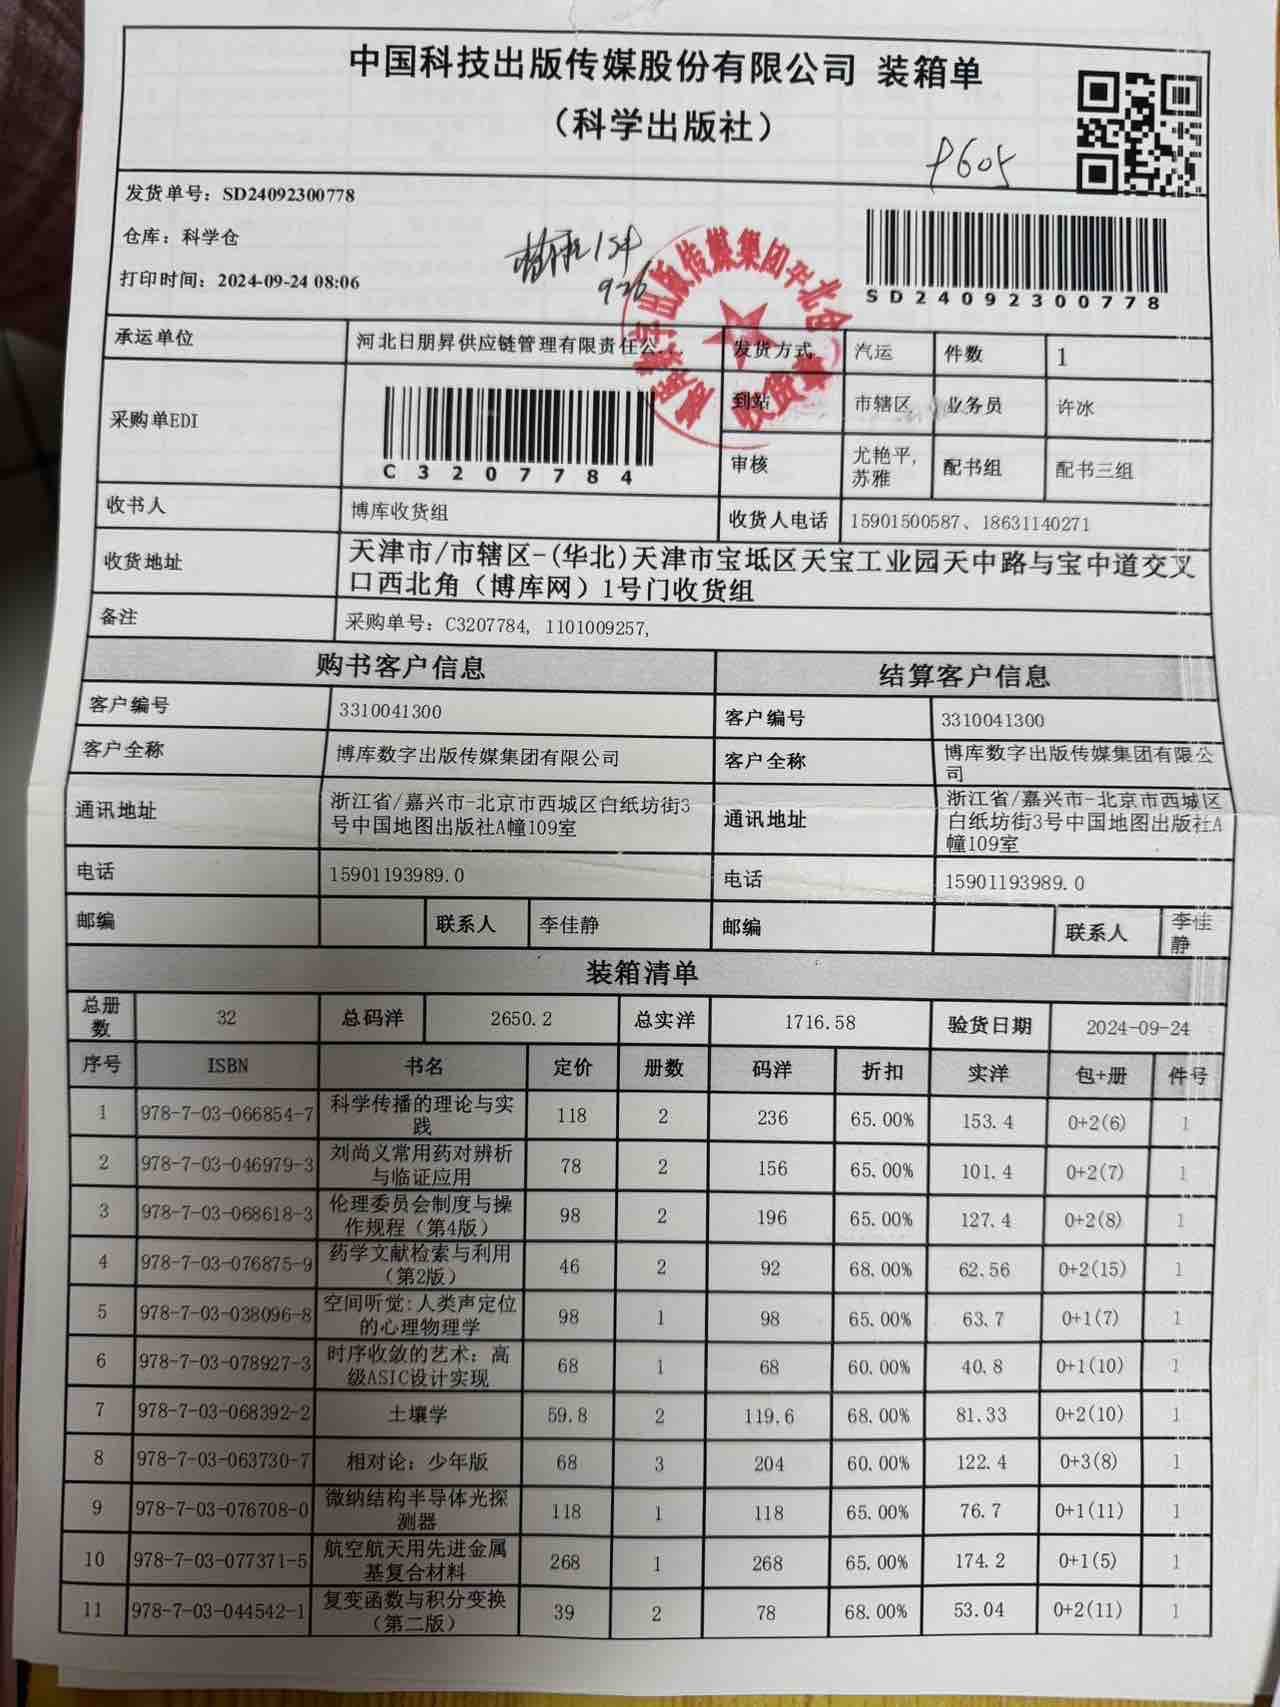 中国科技出版传媒股份有限公司 装箱单
（科学出版社）
P605
发货单号：SD24092300778
仓库：科学仓
打印时间：2024-09-24 08:06
SD24092300778
926
承运单位 河北日朋昇供应链管理有限责任公... 发货方式 汽运 件数 1
采购单EDI C3207784 到站 市辖区 业务员 许冰
审核 尤艳平, 苏雅 配书组 配书三组
收书人 博库收货组 收货人电话 15901500587、18631140271
收货地址 天津市/市辖区-(华北)天津市宝坻区天宝工业园天中路与宝中道交叉
口西北角（博库网）1号门收货组
备注 采购单号：C3207784, 1101009257,
购书客户信息 结算客户信息
客户编号 3310041300 客户编号 3310041300
客户全称 博库数字出版传媒集团有限公司 客户全称 博库数字出版传媒集团有限公司
通讯地址 浙江省/嘉兴市-北京市西城区白纸坊街3号中国地图出版社A幢109室 通讯地址 浙江省/嘉兴市-北京市西城区白纸坊街3号中国地图出版社A幢109室
电话 15901193989.0 电话 15901193989.0
邮编 联系人 李佳静 邮编 联系人 李佳静
装箱清单
总册数 32 总码洋 2650.2 总实洋 1716.58 验货日期 2024-09-24
序号 ISBN 书名 定价 册数 码洋 折扣 实洋 包+册 件号
1 978-7-03-066854-7 科学传播的理论与实践 118 2 236 65.00% 153.4 0+2(6) 1
2 978-7-03-046979-3 刘尚义常用药对辨析与临证应用 78 2 156 65.00% 101.4 0+2(7) 1
3 978-7-03-068618-3 伦理委员会制度与操作规程（第4版） 98 2 196 65.00% 127.4 0+2(8) 1
4 978-7-03-076875-9 药学文献检索与利用（第2版） 46 2 92 68.00% 62.56 0+2(15) 1
5 978-7-03-038096-8 空间听觉:人类声定位的心理物理学 98 1 98 65.00% 63.7 0+1(7) 1
6 978-7-03-078927-3 时序收敛的艺术：高级ASIC设计实现 68 1 68 60.00% 40.8 0+1(10) 1
7 978-7-03-068392-2 土壤学 59.8 2 119.6 68.00% 81.33 0+2(10) 1
8 978-7-03-063730-7 相对论：少年版 68 3 204 60.00% 122.4 0+3(8) 1
9 978-7-03-076708-0 微纳结构半导体光探测器 118 1 118 65.00% 76.7 0+1(11) 1
10 978-7-03-077371-5 航空航天用先进金属基复合材料 268 1 268 65.00% 174.2 0+1(5) 1
11 978-7-03-044542-1 复变函数与积分变换（第二版） 39 2 78 68.00% 53.04 0+2(11) 1